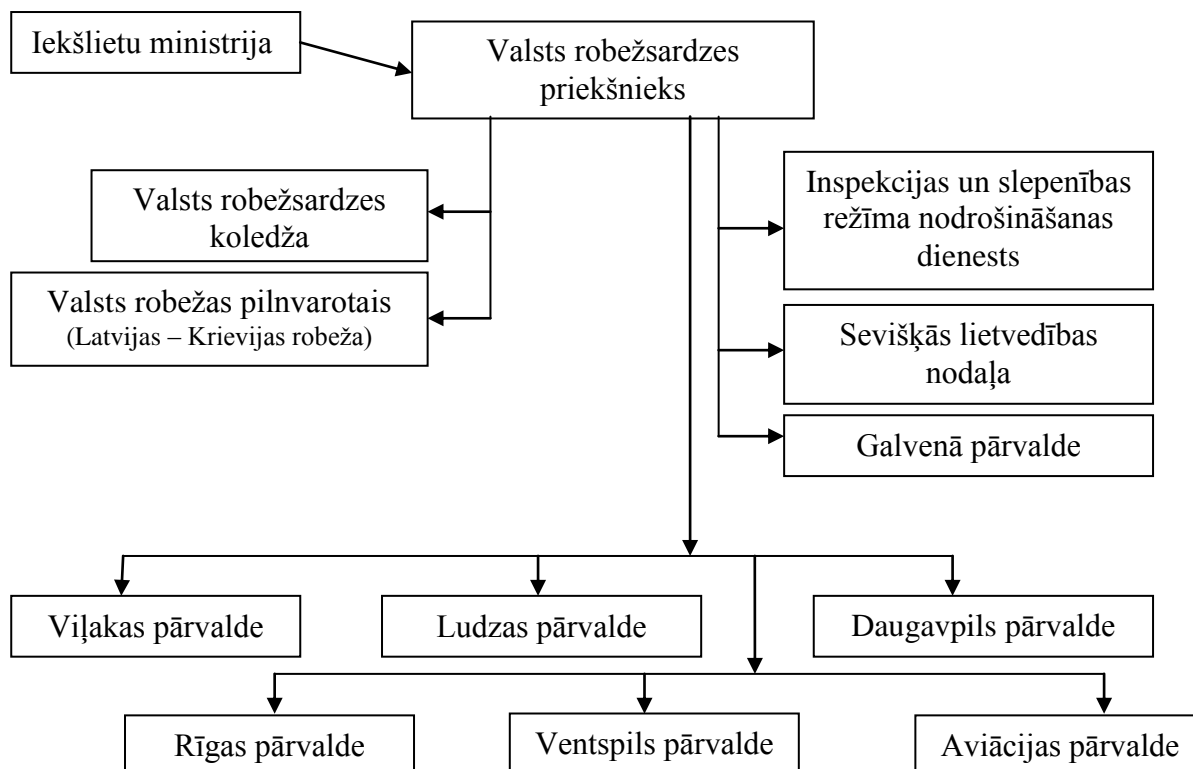 Iekšlietu ministrija
Valsts robežsardzes
priekšnieks
Valsts robežsardzes
koledža
Valsts robežas pilnvarotais
(Latvijas – Krievijas robeža)
Inspekcijas un slepenības
režīma nodrošināšanas
dienests
Sevišķās lietvedības
nodaļa
Galvenā pārvalde
Viļakas pārvalde
Ludzas pārvalde
Daugavpils pārvalde
Rīgas pārvalde
Ventspils pārvalde
Aviācijas pārvalde